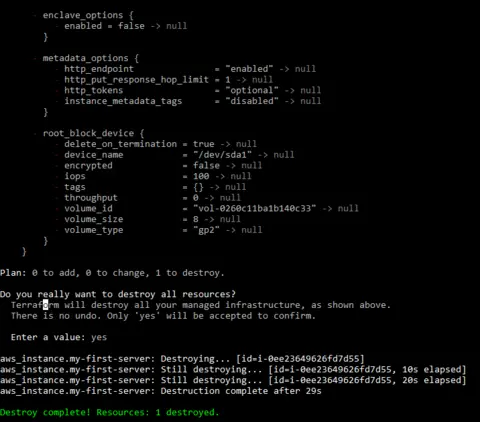 - enclave_options {
- enabled = false -> null
}
- metadata_options {
- http_endpoint = "enabled" -> null
- http_put_response_hop_limit = 1 -> null
- http_tokens = "optional" -> null
- instance_metadata_tags = "disabled" -> null
}
- root_block_device {
- delete_on_termination = true -> null
- device_name = "/dev/sda1" -> null
- encrypted = false -> null
- iops = 100 -> null
- tags = {} -> null
- throughput = 0 -> null
- volume_id = "vol-0260c11ba1b140c33" -> null
- volume_size = 8 -> null
- volume_type = "gp2" -> null
}
}
Plan: 0 to add, 0 to change, 1 to destroy.
Do you really want to destroy all resources?
Terraform will destroy all your managed infrastructure, as shown above.
There is no undo. Only 'yes' will be accepted to confirm.
Enter a value: yes
aws_instance.my-first-server: Destroying... [id=i-0ee23649626fd7d55]
aws_instance.my-first-server: Still destroying... [id=i-0ee23649626fd7d55, 10s elapsed]
aws_instance.my-first-server: Still destroying... [id=i-0ee23649626fd7d55, 20s elapsed]
aws_instance.my-first-server: Destruction complete after 29s
Destroy complete! Resources: 1 destroyed.